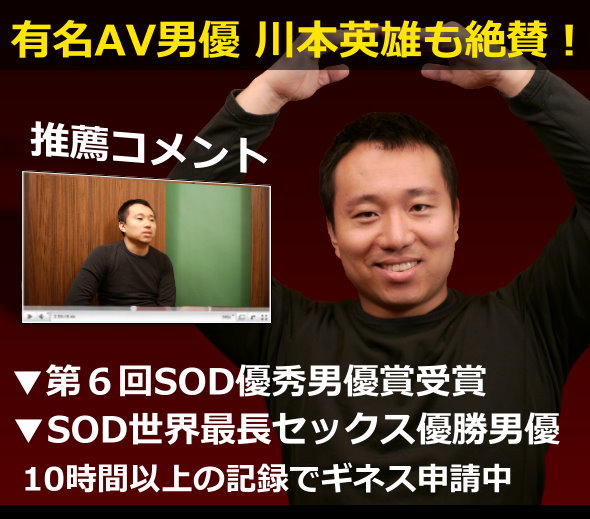 有名AV男優 川本英雄も絶賛！
推薦コメント
▼第６回SOD優秀男優賞受賞
▼SOD世界最長セックス優勝男優
10時間以上の記録でギネス申請中